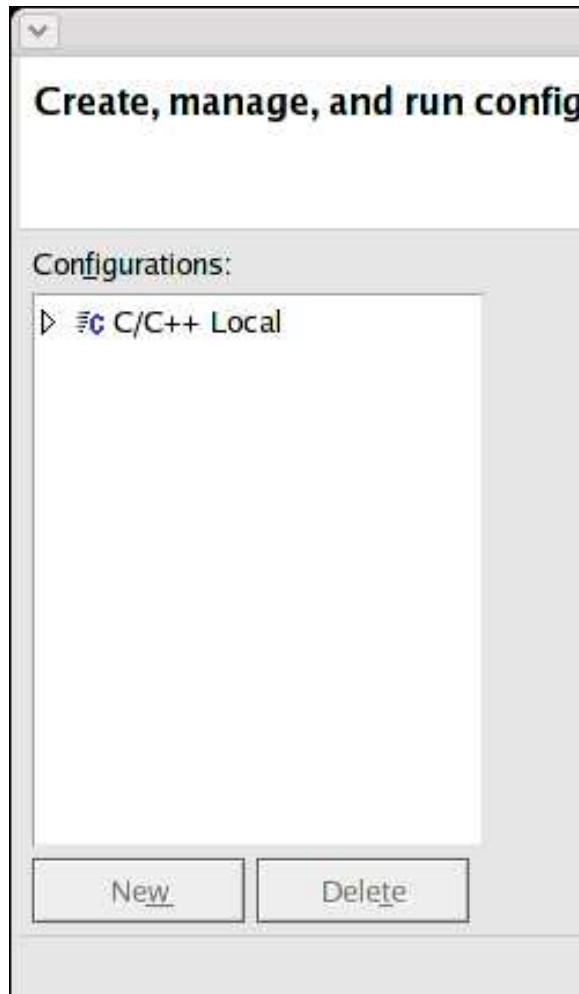 Create, manage, and run config
Configurations:
C/C++ Local
New
Delete